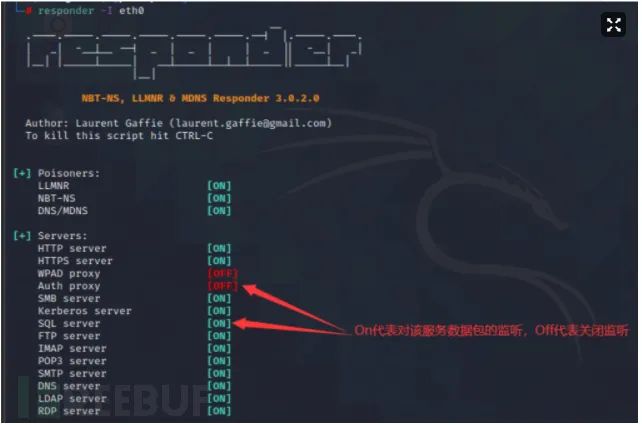 # responder -I eth0
NBT-NS, LLMNR & MDNS Responder 3.0.2.0
Author: Laurent Gaffie (laurent.gaffie@gmail.com)
To kill this script hit CTRL-C
[+] Poisoners:
LLMNR [ON]
NBT-NS [ON]
DNS/MDNS [ON]
[+] Servers:
HTTP server [ON]
HTTPS server [ON]
WPAD proxy [OFF]
Auth proxy [OFF]
SMB server [ON]
Kerberos server [ON]
SQL server [ON]
On代表对该服务数据包的监听，Off代表关闭监听
FTP server [ON]
IMAP server [ON]
POP3 server [ON]
SMTP server [ON]
DNS server [ON]
LDAP server [ON]
RDP server [ON]